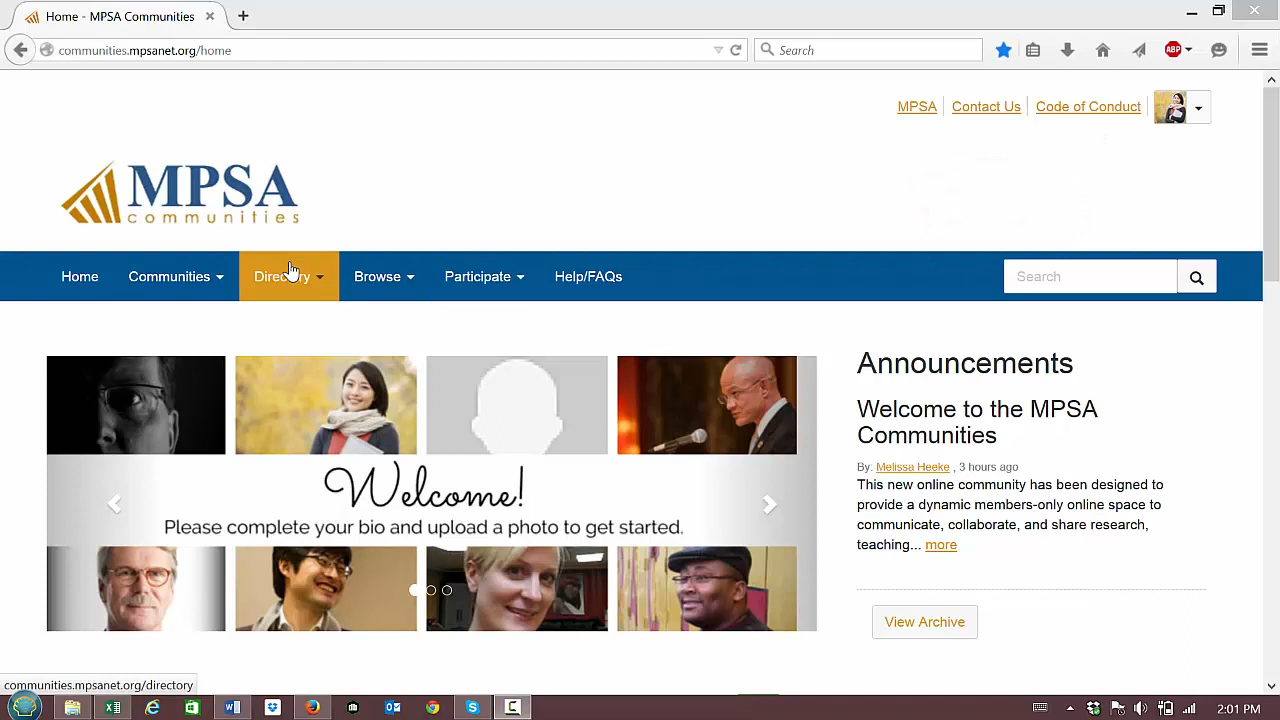 Home - MPSA Communities
communities.mpsanet.org/home
Search
ABP
MPSA
Contact Us
Code of Conduct
MPSA
communities
Home
Communities
Directory
Browse
Participate
Help/FAQs
Search
Announcements
Welcome to the MPSA
Communities
By: Melissa Heeke , 3 hours ago
This new online community has been designed to
provide a dynamic members-only online space to
communicate, collaborate, and share research,
teaching... more
View Archive
Welcome!
Please complete your bio and upload a photo to get started.
communities.mpsanet.org/directory
2:01 PM